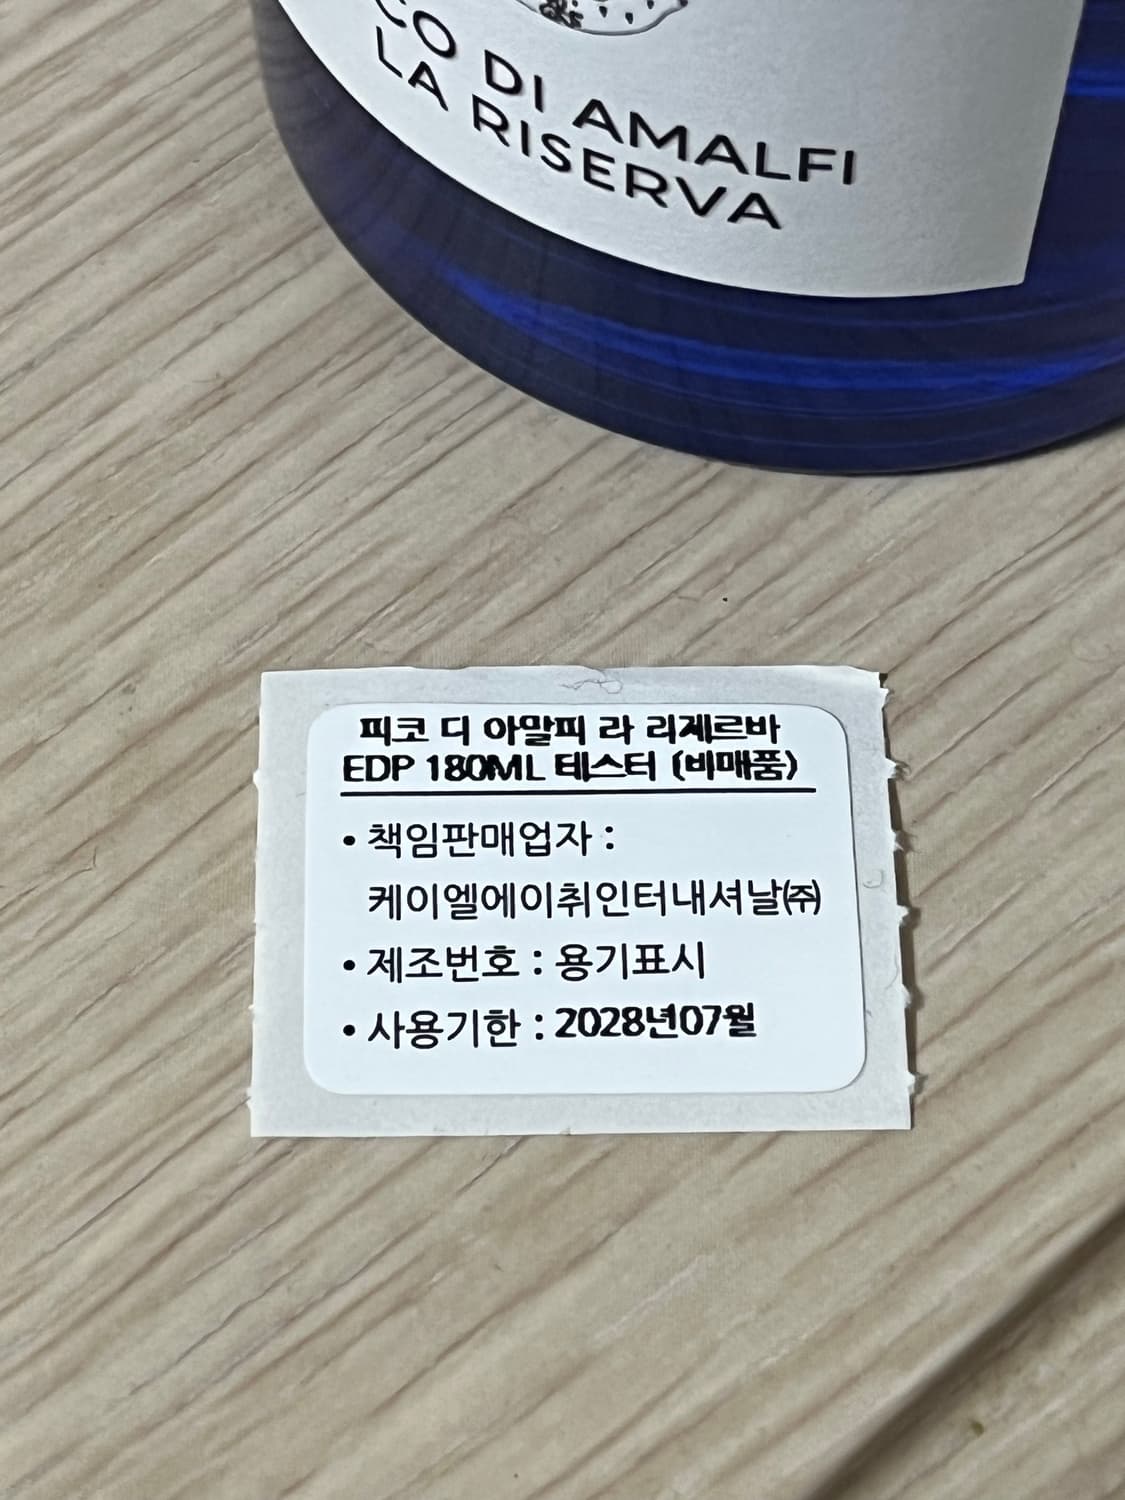 CO DI AMALFI
LA RISERVA
피코 디 아말피 라 리제르바
EDP 180ML 테스터 (비매품)
• 책임판매업자 :
케이엘에이취인터내셔날㈜
• 제조번호 : 용기표시
• 사용기한 : 2028년07월